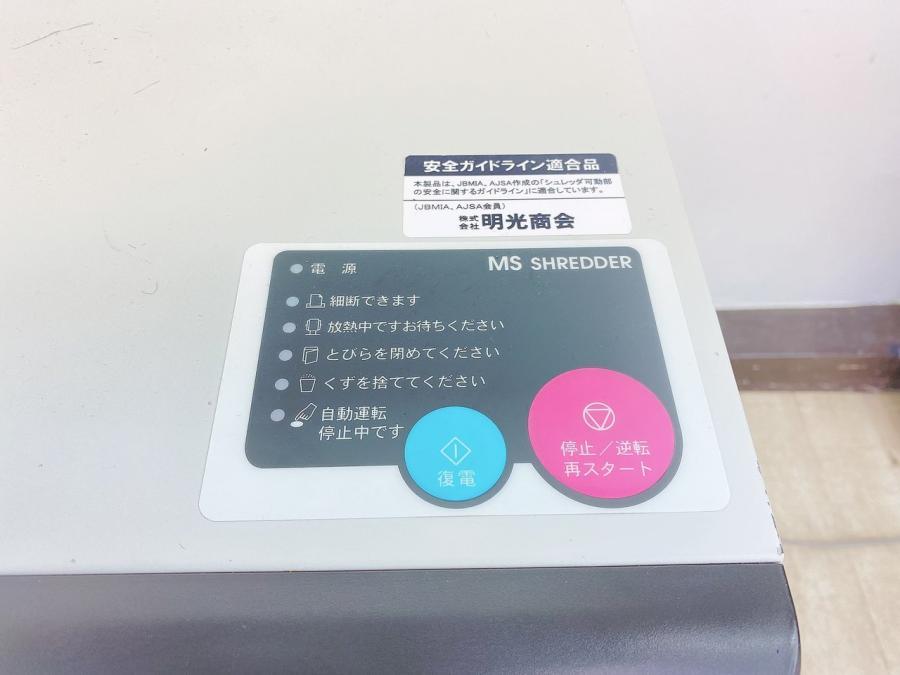 安全ガイドライン適合品
本製品は、JBMIA、AJSA作成の「シュレッダ可動部
の安全に関するガイドライン」に適合しています。
(JBMIA、AJSA会員)
株式会社 明光商会
電源
MS SHREDDER
細断できます
放熱中ですお待ちください
とびらを閉めてください
くずを捨ててください
自動運転
停止中です
復電
停止/逆転
再スタート